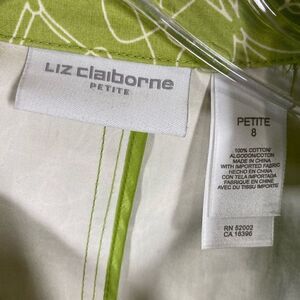 Liz claiborne
PETITE
PETITE
8
100% COTTON/
ALGODON/COTON
MADE IN CHINA
WITH IMPORTED FABRIC
HECHO EN CHINA
CON TELA IMPORTADA
FABRIQUE EN CHINE
AVEC DU TISSU IMPORTE
RN 52002
CA 16396